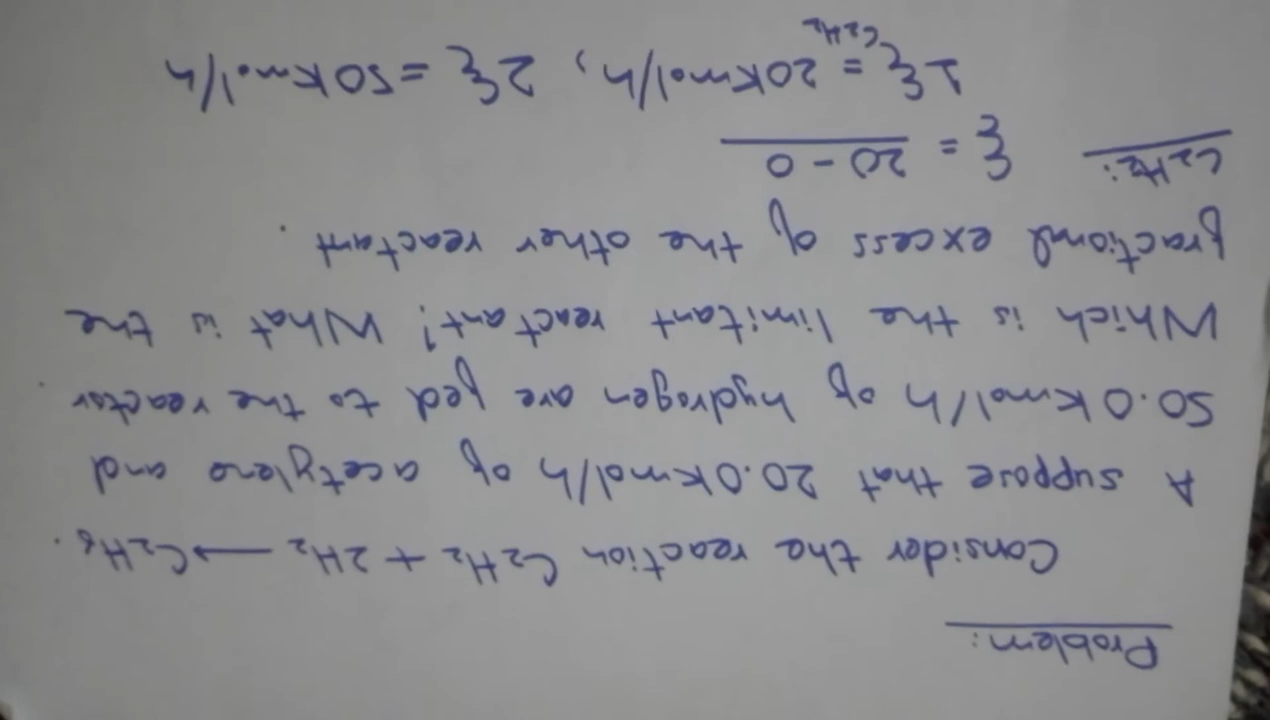 Problem:
Consider the reaction C₂H₂ + 2H₂ → C₂H₆.
A suppose that 20.0 Kmol/h of acetylene and
50.0 Kmol/h of hydrogen are fed to the reactor.
Which is the limitant reactant? What is the
fractional excess of the other reactant.
C₂H₂: ξ = 20 - 0
1ξ = 20 Kmol/h, 2ξ = 50 Kmol/h
C₂H₂